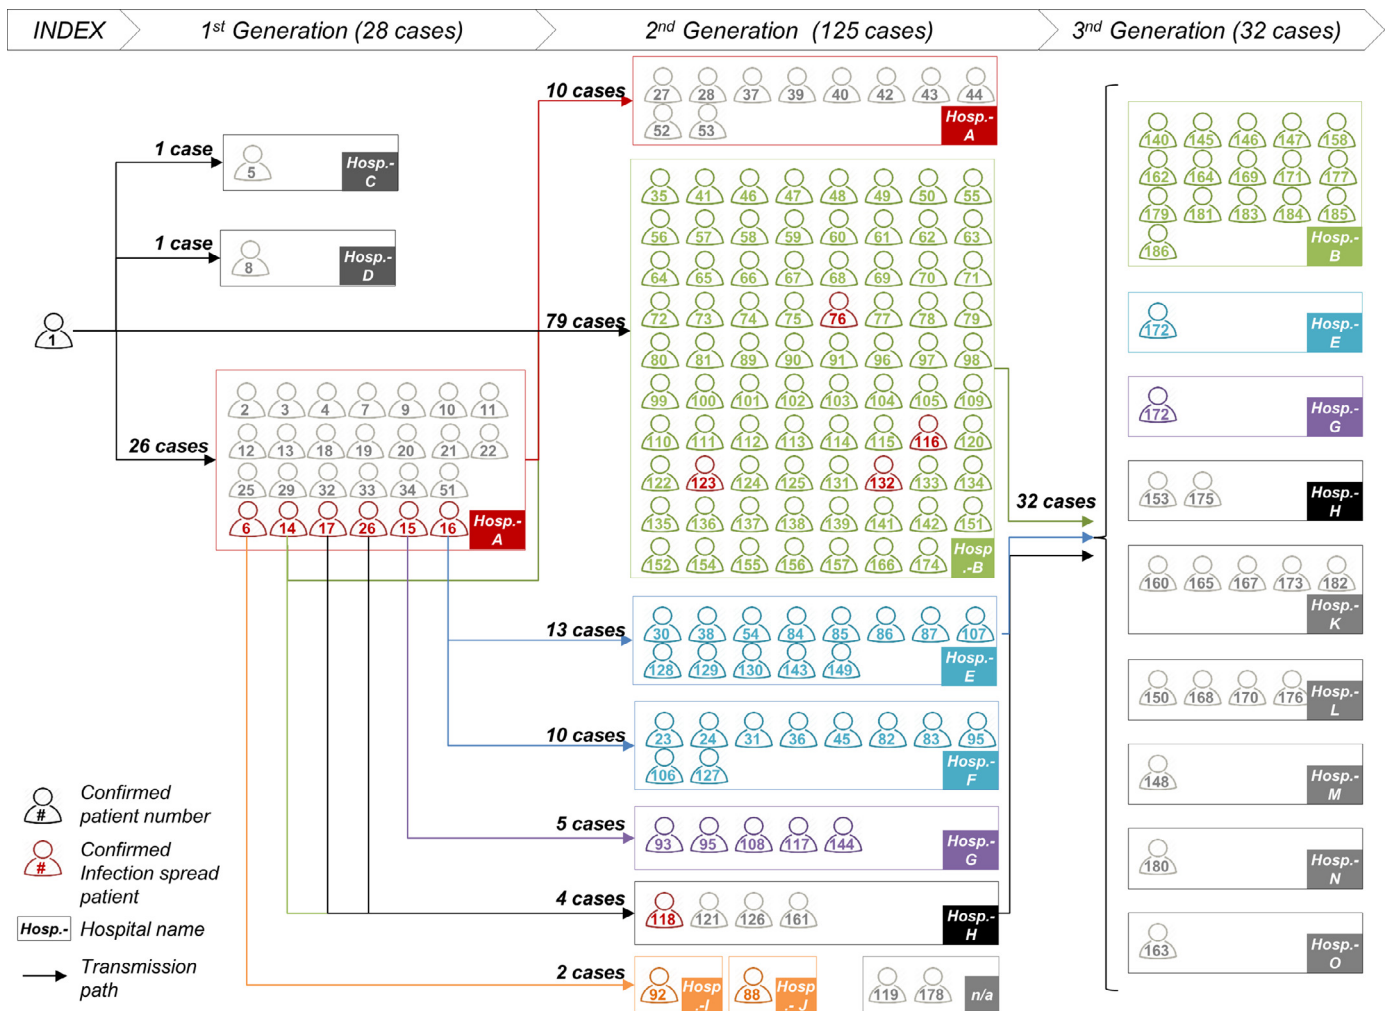 INDEX
1st Generation (28 cases)
2nd Generation (125 cases)
3nd Generation (32 cases)
1 case
5
Hosp.-
C
1 case
8
Hosp.-
D
1
26 cases
2 3 4 7 9 10 11
12 13 18 19 20 21 22
25 29 32 33 34 51
6 14 17 26 15 16
Hosp.-
A
10 cases
27 28 37 39 40 42 43 44
52 53
Hosp.-
A
79 cases
35 41 46 47 48 49 50 55
56 57 58 59 60 61 62 63
64 65 66 67 68 69 70 71
72 73 74 75 76 77 78 79
80 81 89 90 91 96 97 98
99 100 101 102 103 104 105 109
110 111 112 113 114 115 116 120
122 123 124 125 131 132 133 134
135 136 137 138 139 141 142 151
152 154 155 156 157 166 174
Hosp
.-B
13 cases
30 38 54 84 85 86 87 107
128 129 130 143 149
Hosp.-
E
10 cases
23 24 31 36 45 82 83 95
106 127
Hosp.-
F
5 cases
93 95 108 117 144
Hosp.-
G
4 cases
118 121 126 161
Hosp.-
H
2 cases
92
Hosp
.-I
88
Hosp
.- J
119 178
n/a
32 cases
140 145 146 147 158
162 164 169 171 177
179 181 183 184 185
186
Hosp.-
B
172
Hosp.-
E
172
Hosp.-
G
153 175
Hosp.-
H
160 165 167 173 182
Hosp.-
K
150 168 170 176
Hosp.-
L
148
Hosp.-
M
180
Hosp.-
N
163
Hosp.-
O
# Confirmed
patient number
# Confirmed
Infection spread
patient
Hosp.- Hospital name
Transmission
path